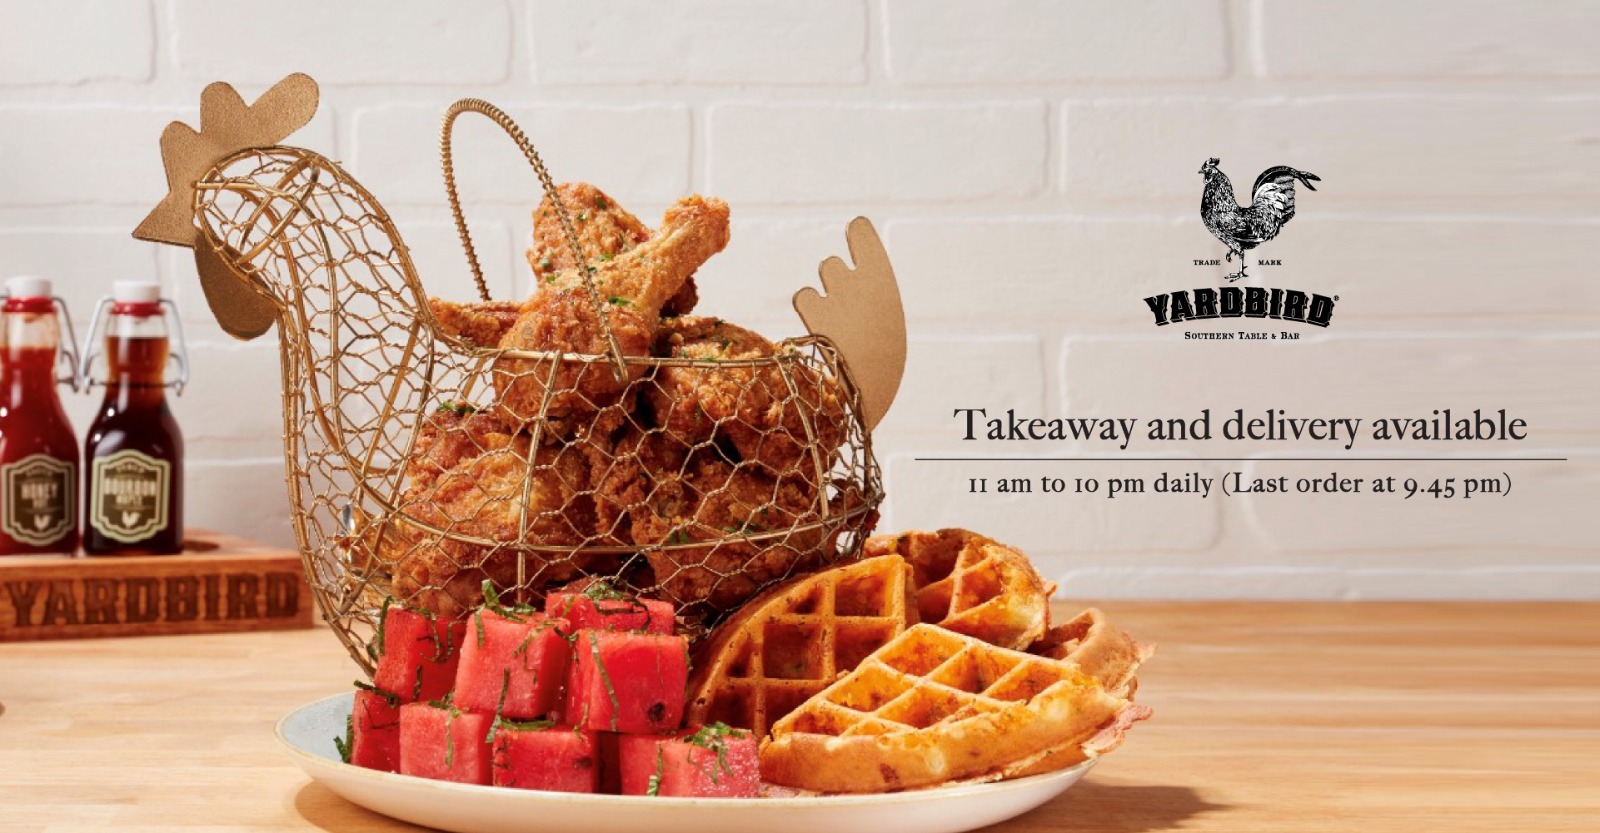 TRADE MARK
YARDBIRD®
SOUTHERN TABLE & BAR
Takeaway and delivery available
11 am to 10 pm daily (Last order at 9.45 pm)
HONEY
BOURBON
YARDBIRD